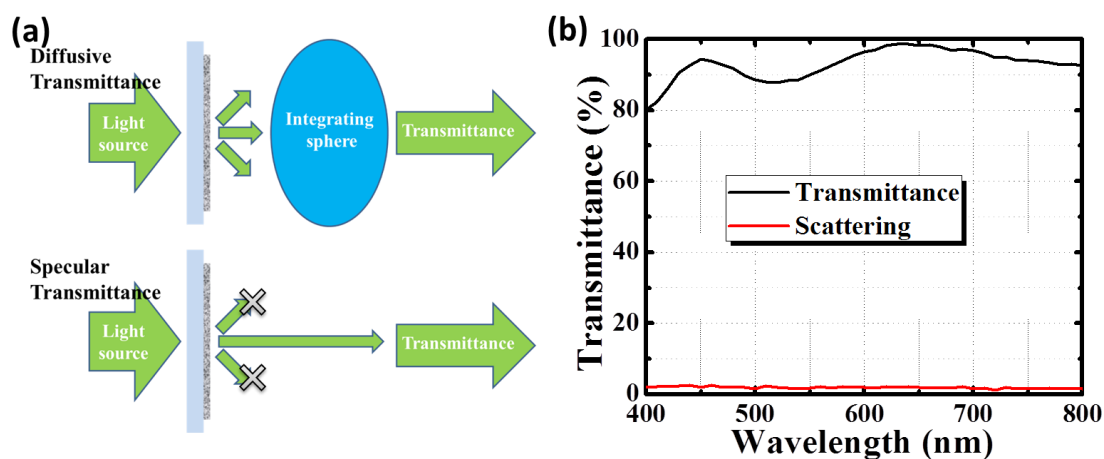 (a)
Diffusive
Transmittance
Light
source
Integrating
sphere
Transmittance
Specular
Transmittance
Light
source
Transmittance
(b)
Transmittance (%)
100
80
60
40
20
0
Transmittance
Scattering
400
500
600
700
800
Wavelength (nm)